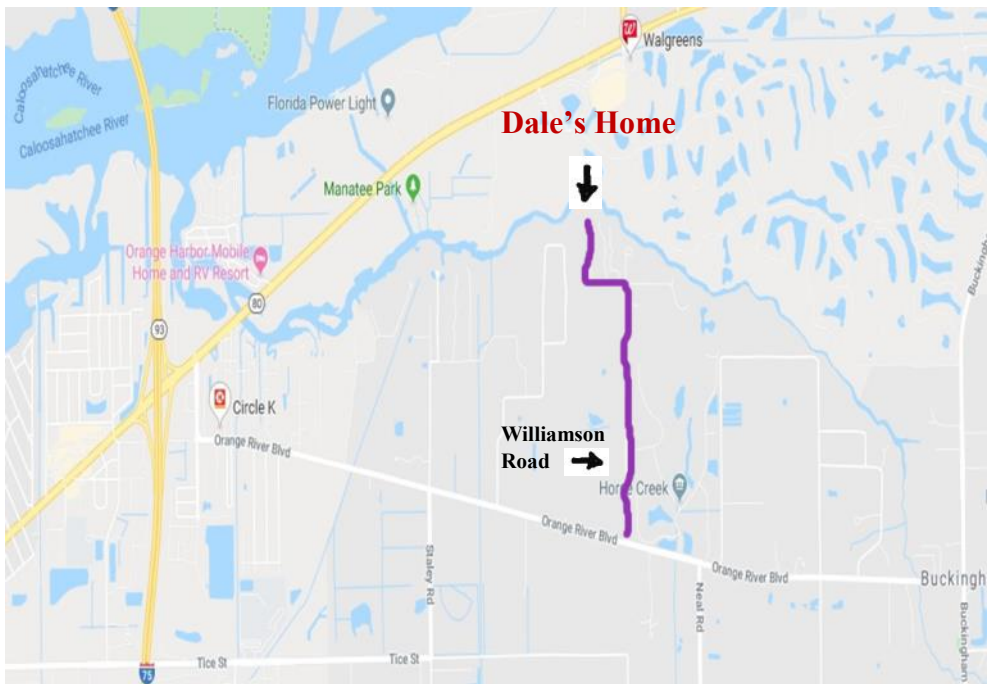 Walgreens
Caloosahatchee River
Caloosahatchee River
Florida Power Light
Dale's Home
Manatee Park
Orange Harbor Mobile
Home and RV Resort
80
93
Circle K
Orange River Blvd
Williamson
Road
Horse Creek
Orange River Blvd
Orange River Blvd
Staley Rd
Neal Rd
Buckingh
Buckingh
Buckingham
Tice St
Tice St
75